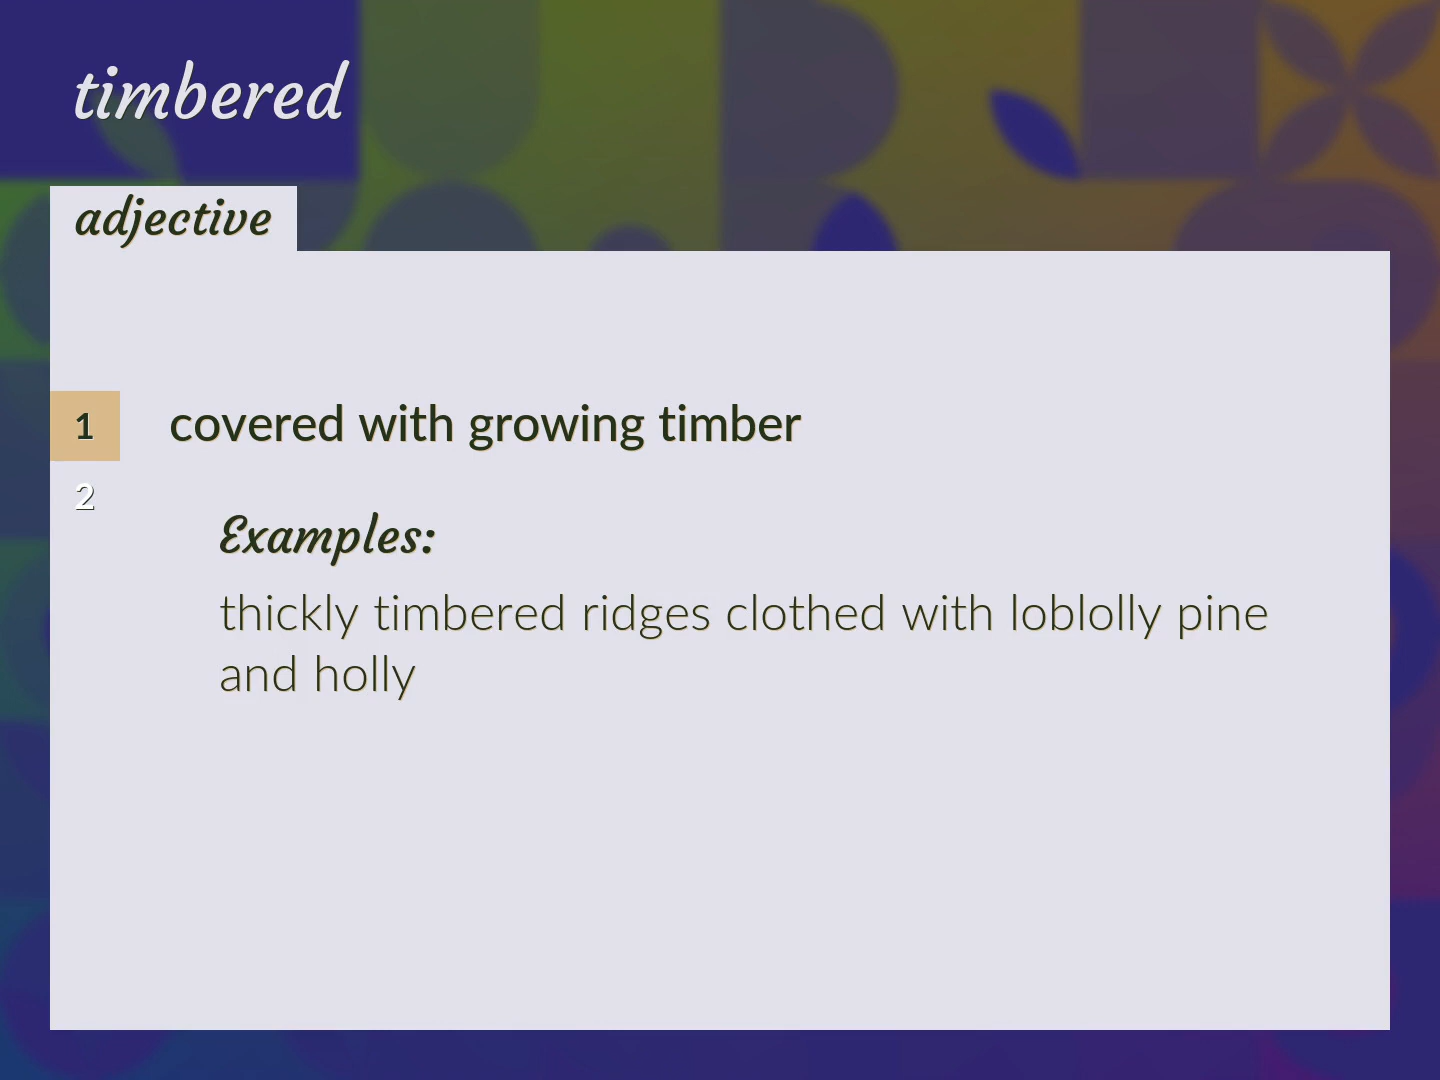 timbered
adjective
1
covered with growing timber
2
Examples:
thickly timbered ridges clothed with loblolly pine
and holly